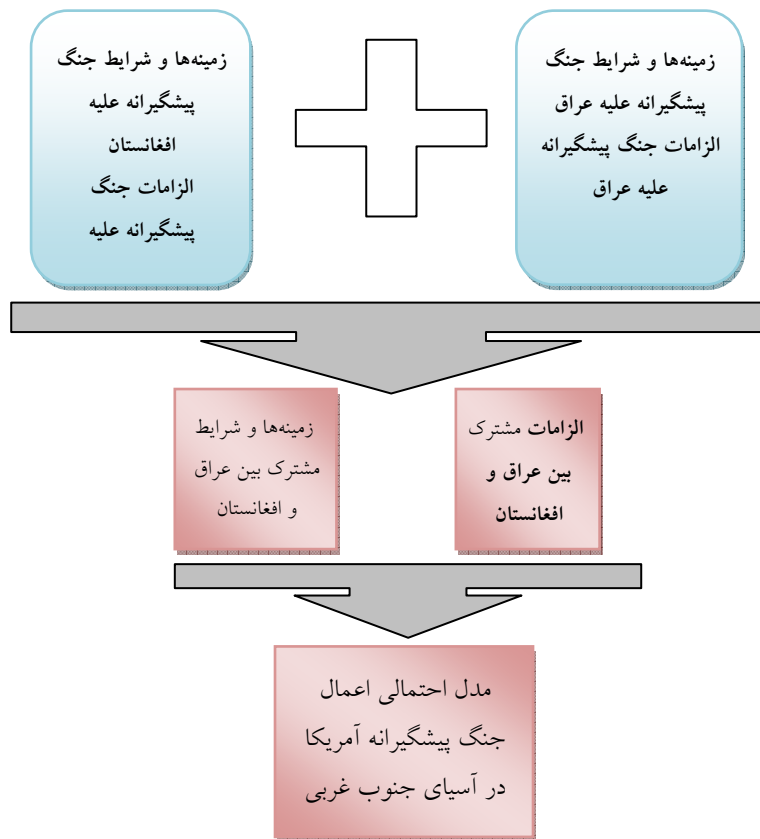 زمینه‌ها و شرایط جنگ
پیشگیرانه علیه عراق
الزامات جنگ پیشگیرانه
علیه عراق
زمینه‌ها و شرایط جنگ
پیشگیرانه علیه
افغانستان
الزامات جنگ
پیشگیرانه علیه
الزامات مشترک
بین عراق و
افغانستان
زمینه‌ها و شرایط
مشترک بین عراق
و افغانستان
مدل احتمالی اعمال
جنگ پیشگیرانه آمریکا
در آسیای جنوب غربی